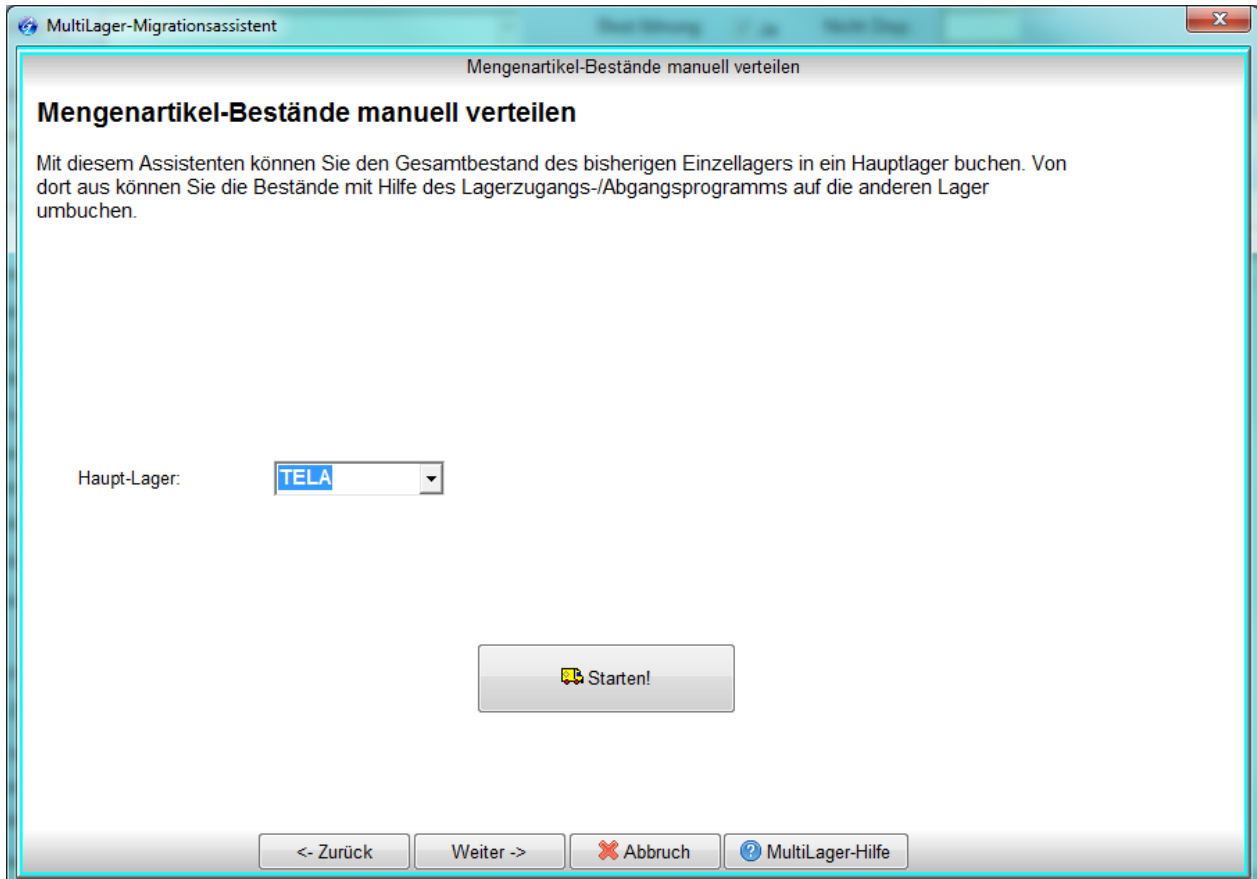 MultiLager-Migrationsassistent
Mengenartikel-Bestände manuell verteilen
Mengenartikel-Bestände manuell verteilen
Mit diesem Assistenten können Sie den Gesamtbestand des bisherigen Einzellagers in ein Hauptlager buchen. Von
dort aus können Sie die Bestände mit Hilfe des Lagerzugangs-/Abgangsprogramms auf die anderen Lager
umbuchen.
Haupt-Lager: TELA
Starten!
<- Zurück Weiter -> Abbruch MultiLager-Hilfe